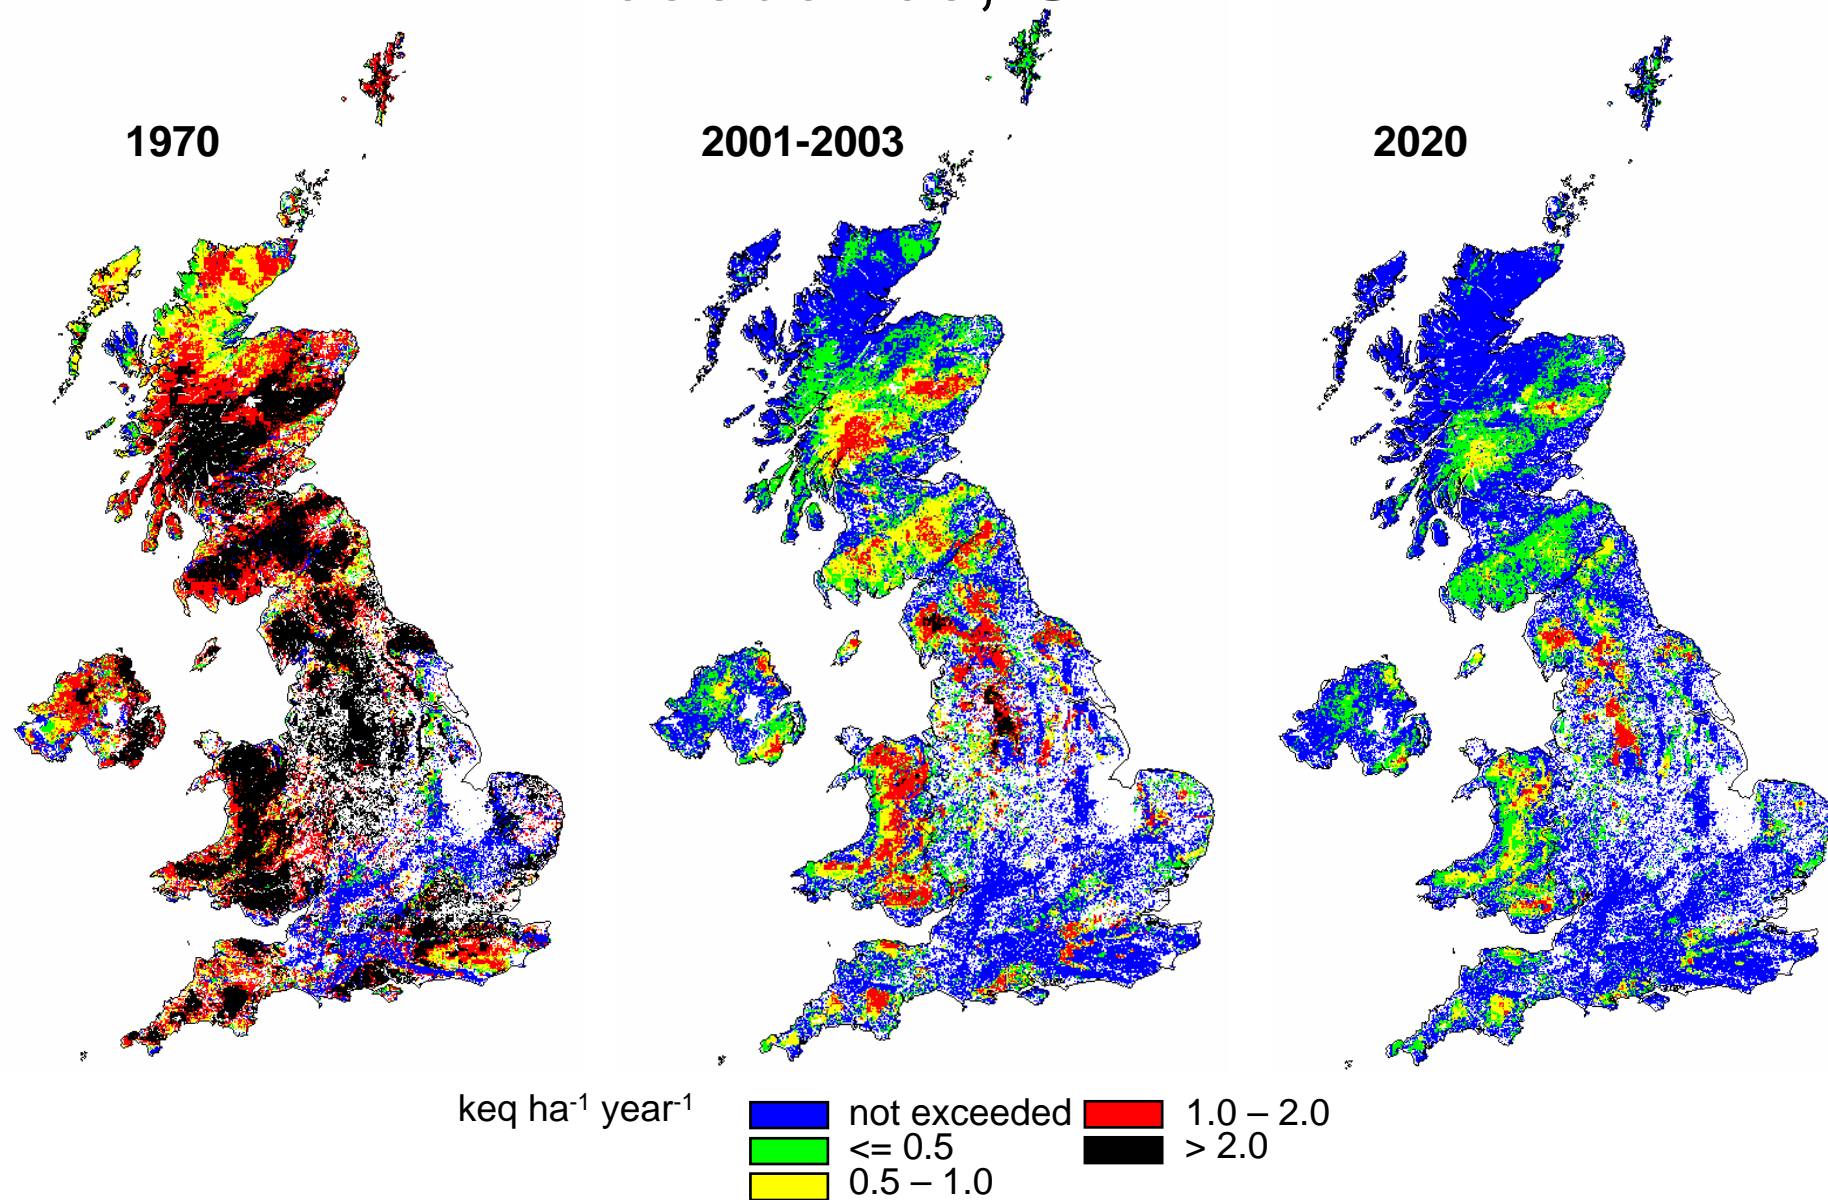 1970
2001-2003
2020
keq ha⁻¹ year⁻¹
not exceeded
1.0 – 2.0
<= 0.5
> 2.0
0.5 – 1.0